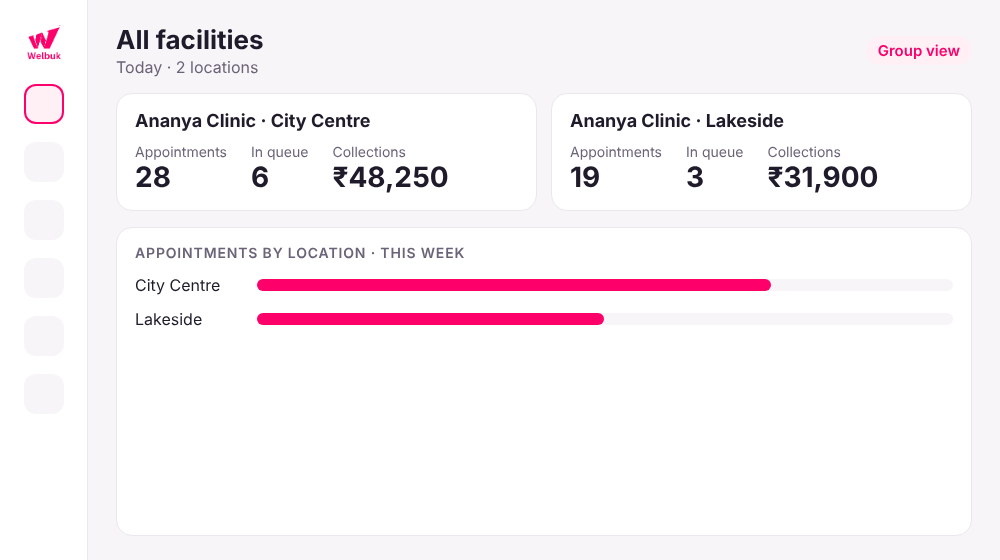 Welbuk
All facilities
Today · 2 locations
Group view
Ananya Clinic · City Centre
Appointments In queue Collections
28 6 ₹48,250
Ananya Clinic · Lakeside
Appointments In queue Collections
19 3 ₹31,900
APPOINTMENTS BY LOCATION · THIS WEEK
City Centre
Lakeside